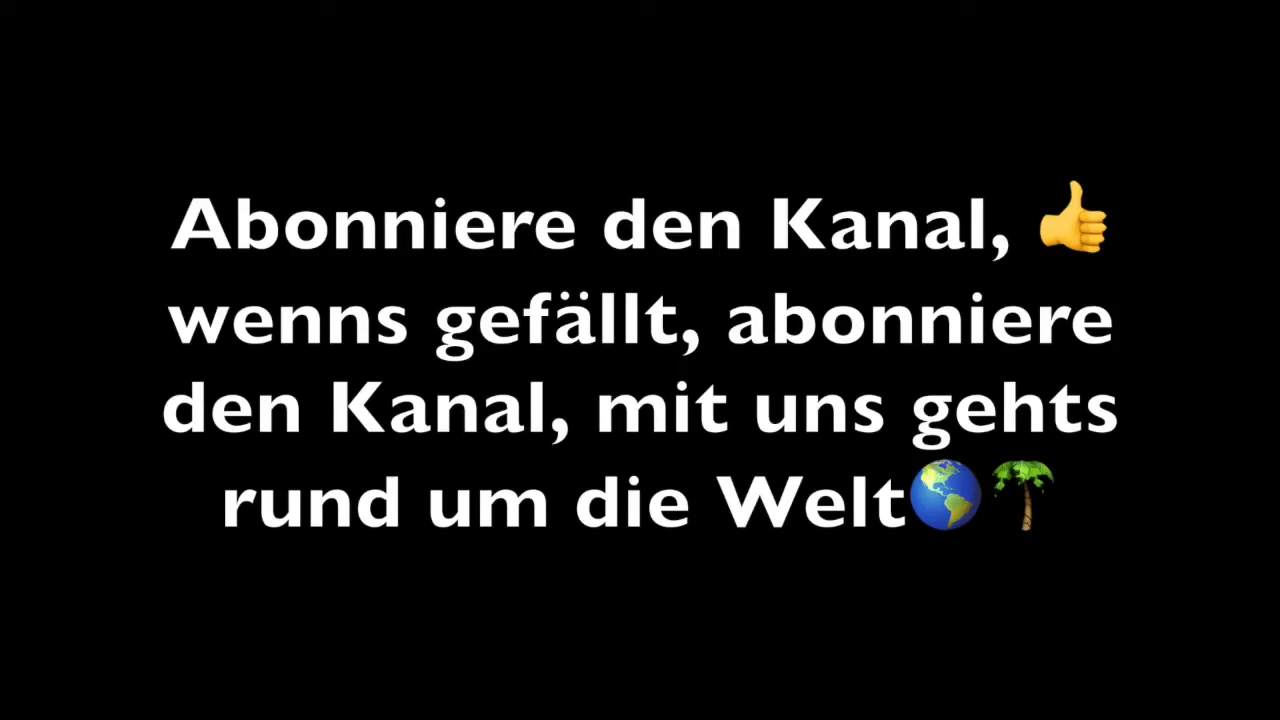 Abonniere den Kanal, 👍
wenns gefällt, abonniere
den Kanal, mit uns gehts
rund um die Welt🌎🌴